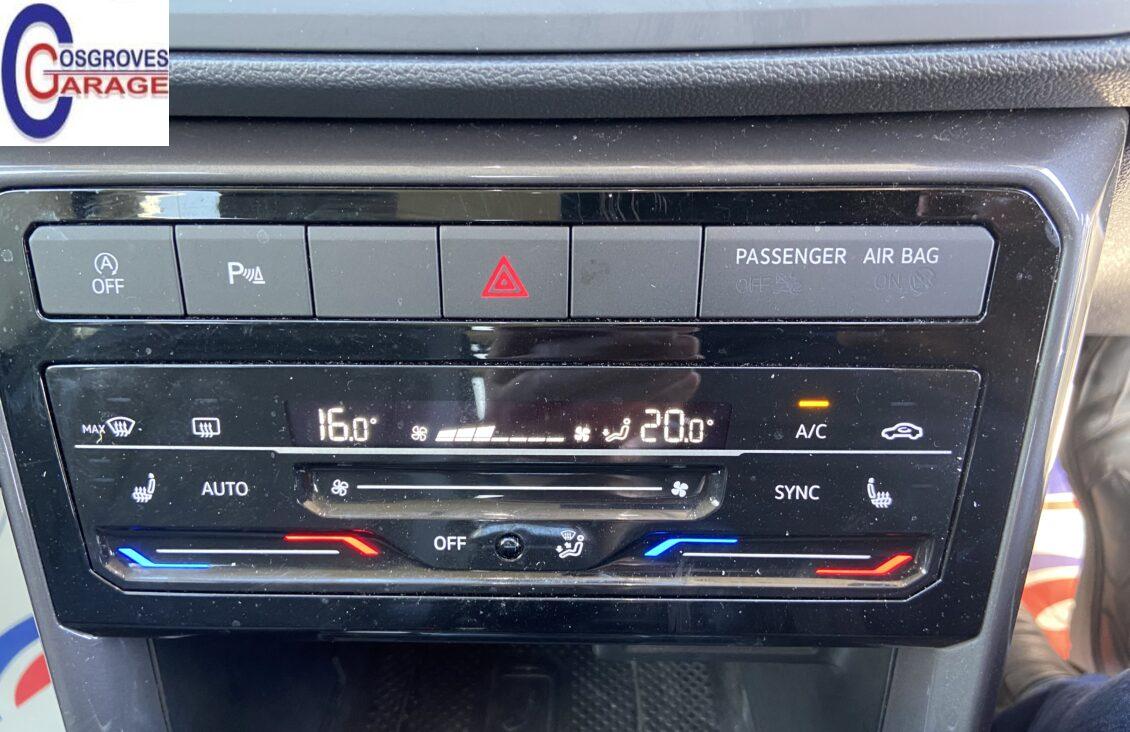 COSGROVES
GARAGE
A
OFF
P
PASSENGER AIR BAG
OFF ON
MAX
16.0° 20.0°
A/C
AUTO
SYNC
OFF